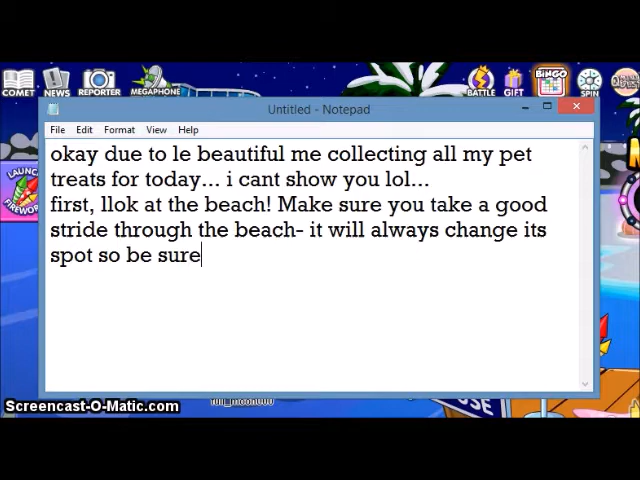 COMET
NEWS
REPORTER
MEGAPHONE
BATTLE
GIFT
BINGO
SPIN
Untitled - Notepad
File Edit Format View Help
okay due to le beautiful me collecting all my pet
treats for today... i cant show you lol...
first, llok at the beach! Make sure you take a good
stride through the beach- it will always change its
spot so be sure
LAUNCH
FIREWO
USE
Screencast-O-Matic.com